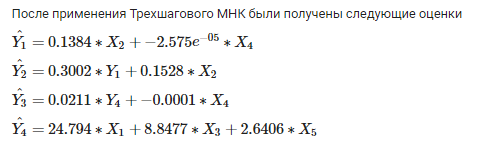 После применения Трехшагового МНК были получены следующие оценки
Ŷ₁ = 0.1384 * X₂ + −2.575e⁻⁰⁵ * X₄
Ŷ₂ = 0.3002 * Y₁ + 0.1528 * X₂
Ŷ₃ = 0.0211 * Y₄ + −0.0001 * X₄
Ŷ₄ = 24.794 * X₁ + 8.8477 * X₃ + 2.6406 * X₅